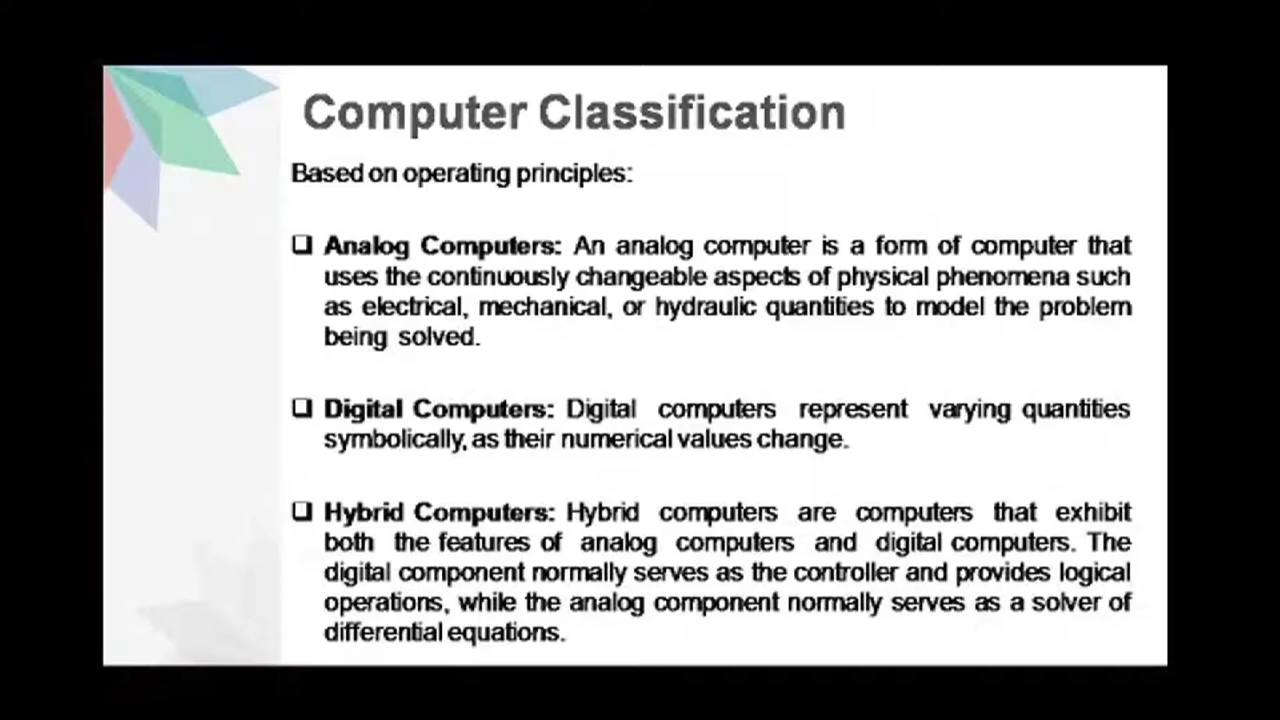 Computer Classification
Based on operating principles:
❑ Analog Computers: An analog computer is a form of computer that
uses the continuously changeable aspects of physical phenomena such
as electrical, mechanical, or hydraulic quantities to model the problem
being solved.
❑ Digital Computers: Digital computers represent varying quantities
symbolically, as their numerical values change.
❑ Hybrid Computers: Hybrid computers are computers that exhibit
both the features of analog computers and digital computers. The
digital component normally serves as the controller and provides logical
operations, while the analog component normally serves as a solver of
differential equations.